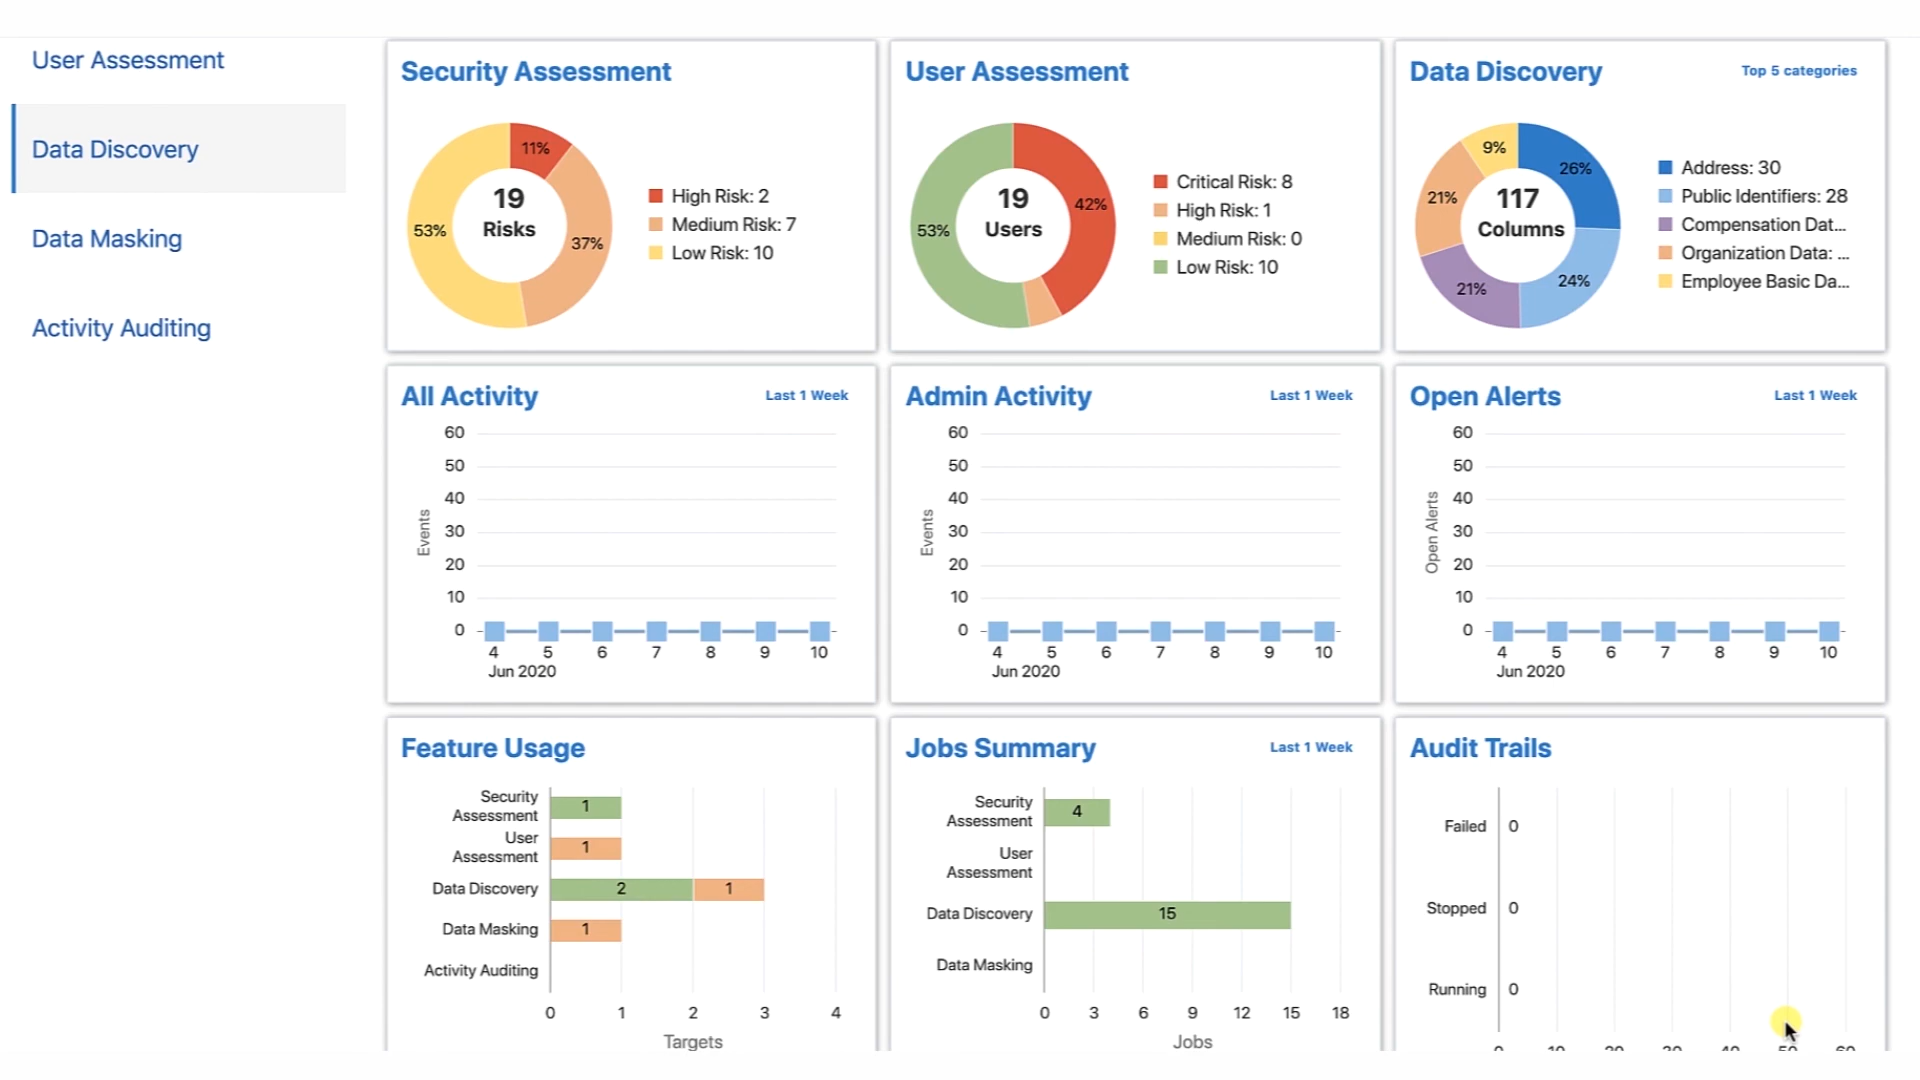 User Assessment
Data Discovery
Data Masking
Activity Auditing
Security Assessment
11%
37%
53%
19
Risks
High Risk: 2
Medium Risk: 7
Low Risk: 10
User Assessment
42%
53%
19
Users
Critical Risk: 8
High Risk: 1
Medium Risk: 0
Low Risk: 10
Data Discovery
Top 5 categories
9%
26%
21%
24%
21%
117
Columns
Address: 30
Public Identifiers: 28
Compensation Dat...
Organization Data: ...
Employee Basic Da...
All Activity
Last 1 Week
Events
60
50
40
30
20
10
0
4 5 6 7 8 9 10
Jun 2020
Admin Activity
Last 1 Week
Events
60
50
40
30
20
10
0
4 5 6 7 8 9 10
Jun 2020
Open Alerts
Last 1 Week
Open Alerts
60
50
40
30
20
10
0
4 5 6 7 8 9 10
Jun 2020
Feature Usage
Security
Assessment
1
User
Assessment
1
Data Discovery
2 1
Data Masking
1
Activity Auditing
0 1 2 3 4
Targets
Jobs Summary
Last 1 Week
Security
Assessment
4
User
Assessment
Data Discovery
15
Data Masking
0 3 6 9 12 15 18
Jobs
Audit Trails
Failed 0
Stopped 0
Running 0
0 10 20 30 40 50 60